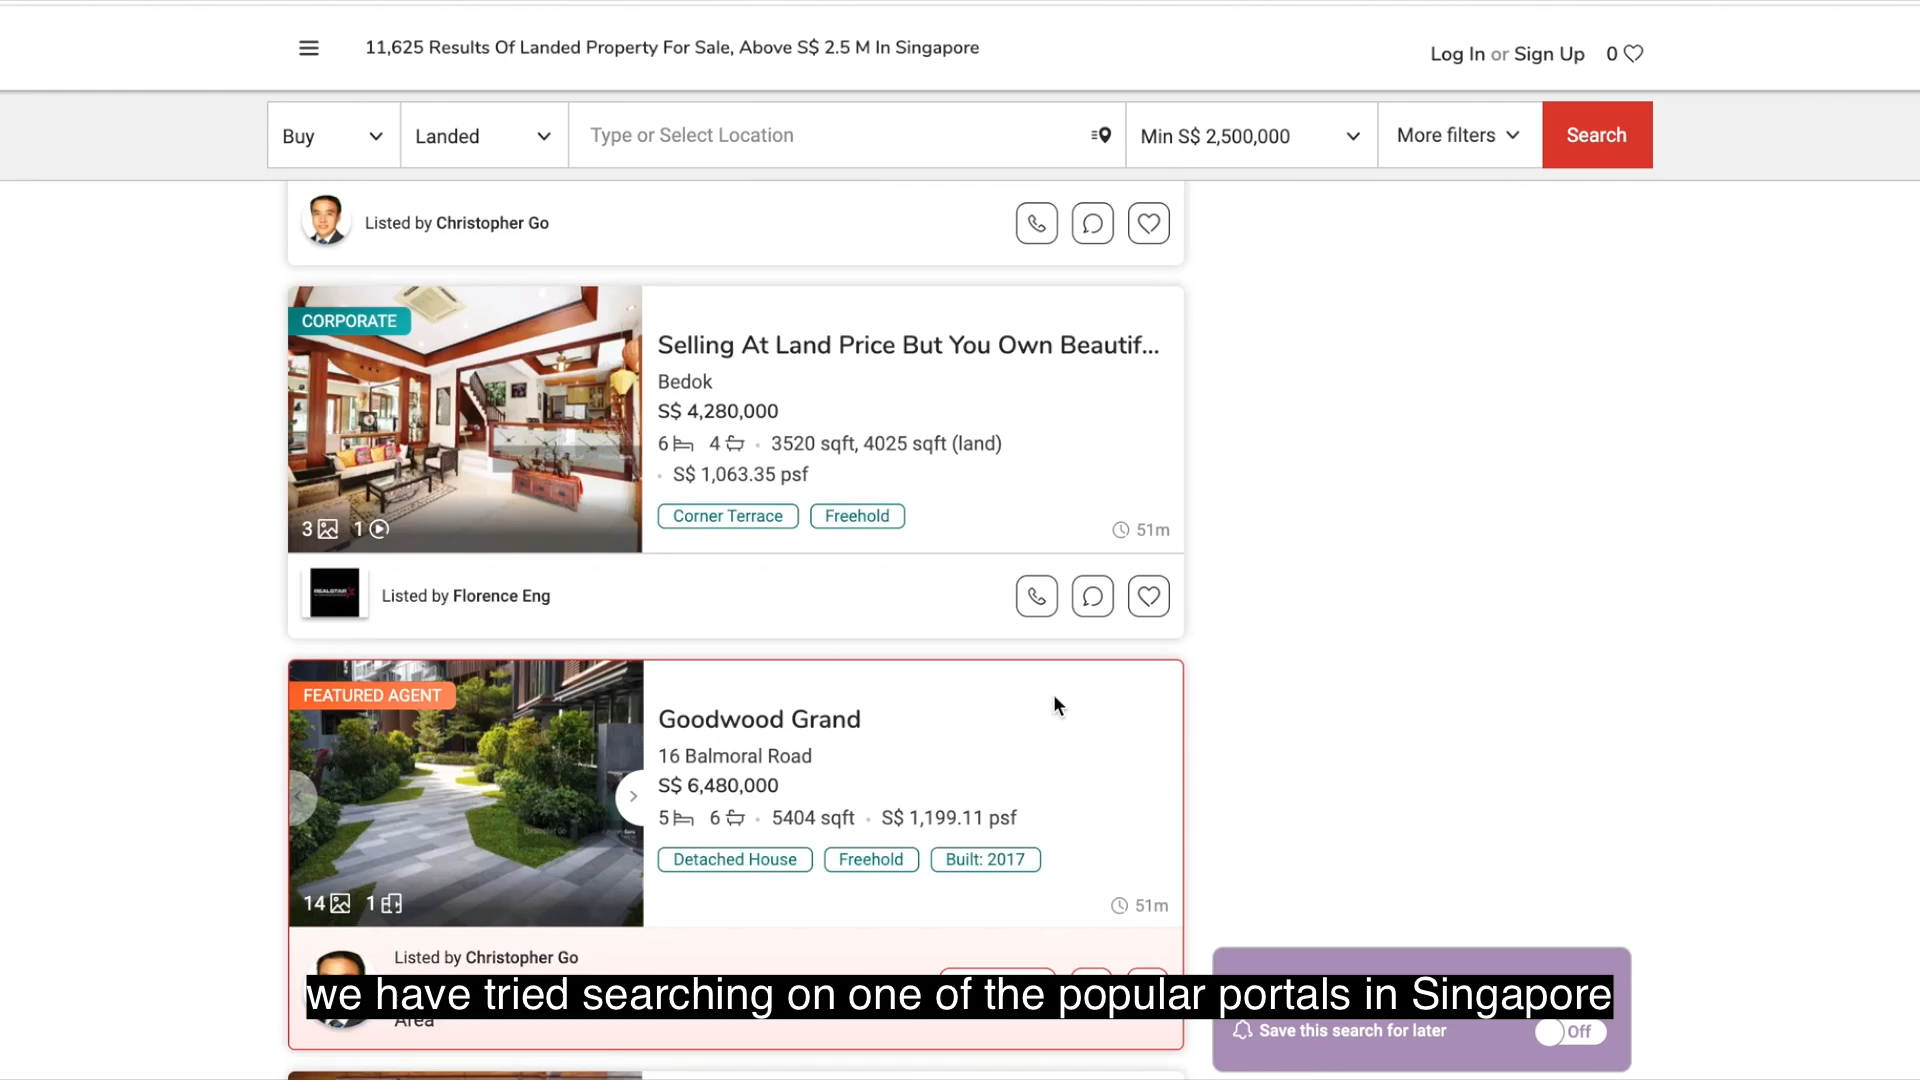 11,625 Results Of Landed Property For Sale, Above S$ 2.5 M In Singapore
Log In or Sign Up
0
Buy
Landed
Type or Select Location
Min S$ 2,500,000
More filters
Search
Listed by Christopher Go
CORPORATE
3
1
Selling At Land Price But You Own Beautif...
Bedok
S$ 4,280,000
6 4 · 3520 sqft, 4025 sqft (land)
· S$ 1,063.35 psf
Corner Terrace
Freehold
51m
REALSTAR
Listed by Florence Eng
FEATURED AGENT
14
1
Goodwood Grand
16 Balmoral Road
S$ 6,480,000
5 6 · 5404 sqft · S$ 1,199.11 psf
Detached House
Freehold
Built: 2017
51m
Listed by Christopher Go
we have tried searching on one of the popular portals in Singapore
Area
Save this search for later
Off